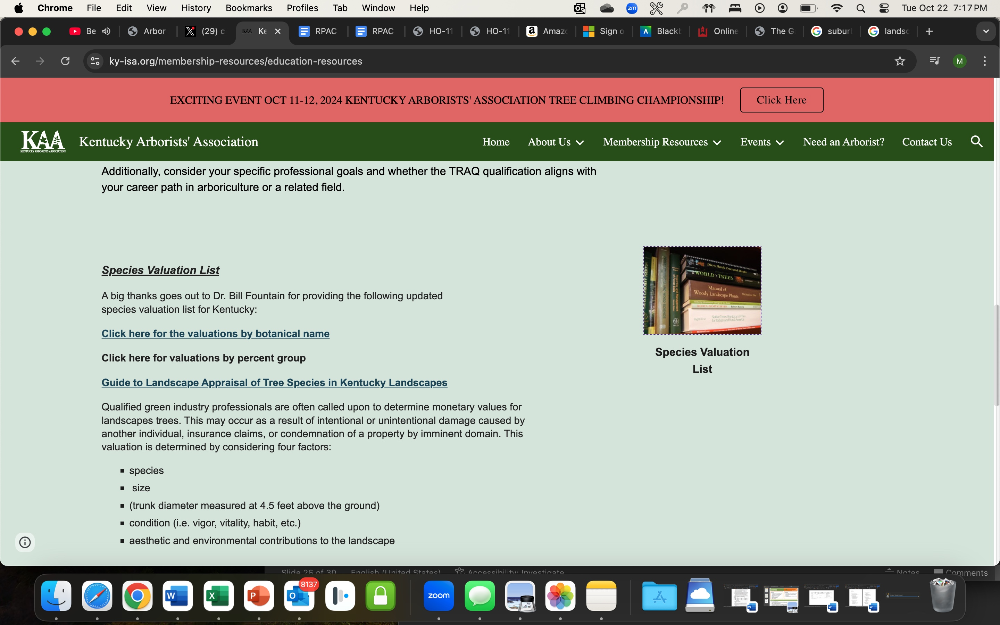 Chrome File Edit View History Bookmarks Profiles Tab Window Help zm Tue Oct 22 7:17 PM
Be Arbor (29) c KAA Ke RPAC RPAC HO-11 HO-11 Amaz Sign o Black Online The G subur landsc
ky-isa.org/membership-resources/education-resources M
EXCITING EVENT OCT 11-12, 2024 KENTUCKY ARBORISTS' ASSOCIATION TREE CLIMBING CHAMPIONSHIP! Click Here
KAA
KENTUCKY ARBORISTS ASSOCIATION
Kentucky Arborists' Association Home About Us Membership Resources Events Need an Arborist? Contact Us
Additionally, consider your specific professional goals and whether the TRAQ qualification aligns with
your career path in arboriculture or a related field.
Dirr's Hardy Trees and Shrubs
WORLD TREES
Manual of
Woody Landscape Plants
Michael A. Dirr
ROOTS DEMYSTIFIED Robert Kourik
Native Trees Shrubs and Vines
for Urban and Rural America
Species Valuation
List
Species Valuation List
A big thanks goes out to Dr. Bill Fountain for providing the following updated
species valuation list for Kentucky:
Click here for the valuations by botanical name
Click here for valuations by percent group
Guide to Landscape Appraisal of Tree Species in Kentucky Landscapes
Qualified green industry professionals are often called upon to determine monetary values for
landscapes trees. This may occur as a result of intentional or unintentional damage caused by
another individual, insurance claims, or condemnation of a property by imminent domain. This
valuation is determined by considering four factors:
species
size
(trunk diameter measured at 4.5 feet above the ground)
condition (i.e. vigor, vitality, habit, etc.)
aesthetic and environmental contributions to the landscape
Slide 26 of 30 English (United States) Accessibility: Investigate Notes Comments
8137
zoom